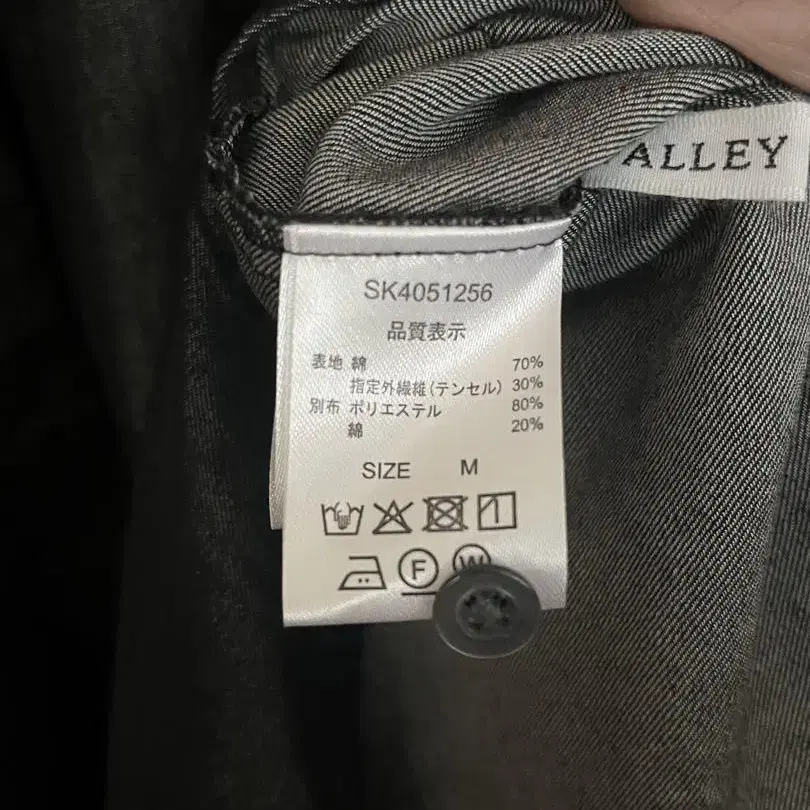 ALLEY
SK4051256
品質表示
表地 綿 70%
指定外繊維(テンセル) 30%
別布 ポリエステル 80%
綿 20%
SIZE M
F W